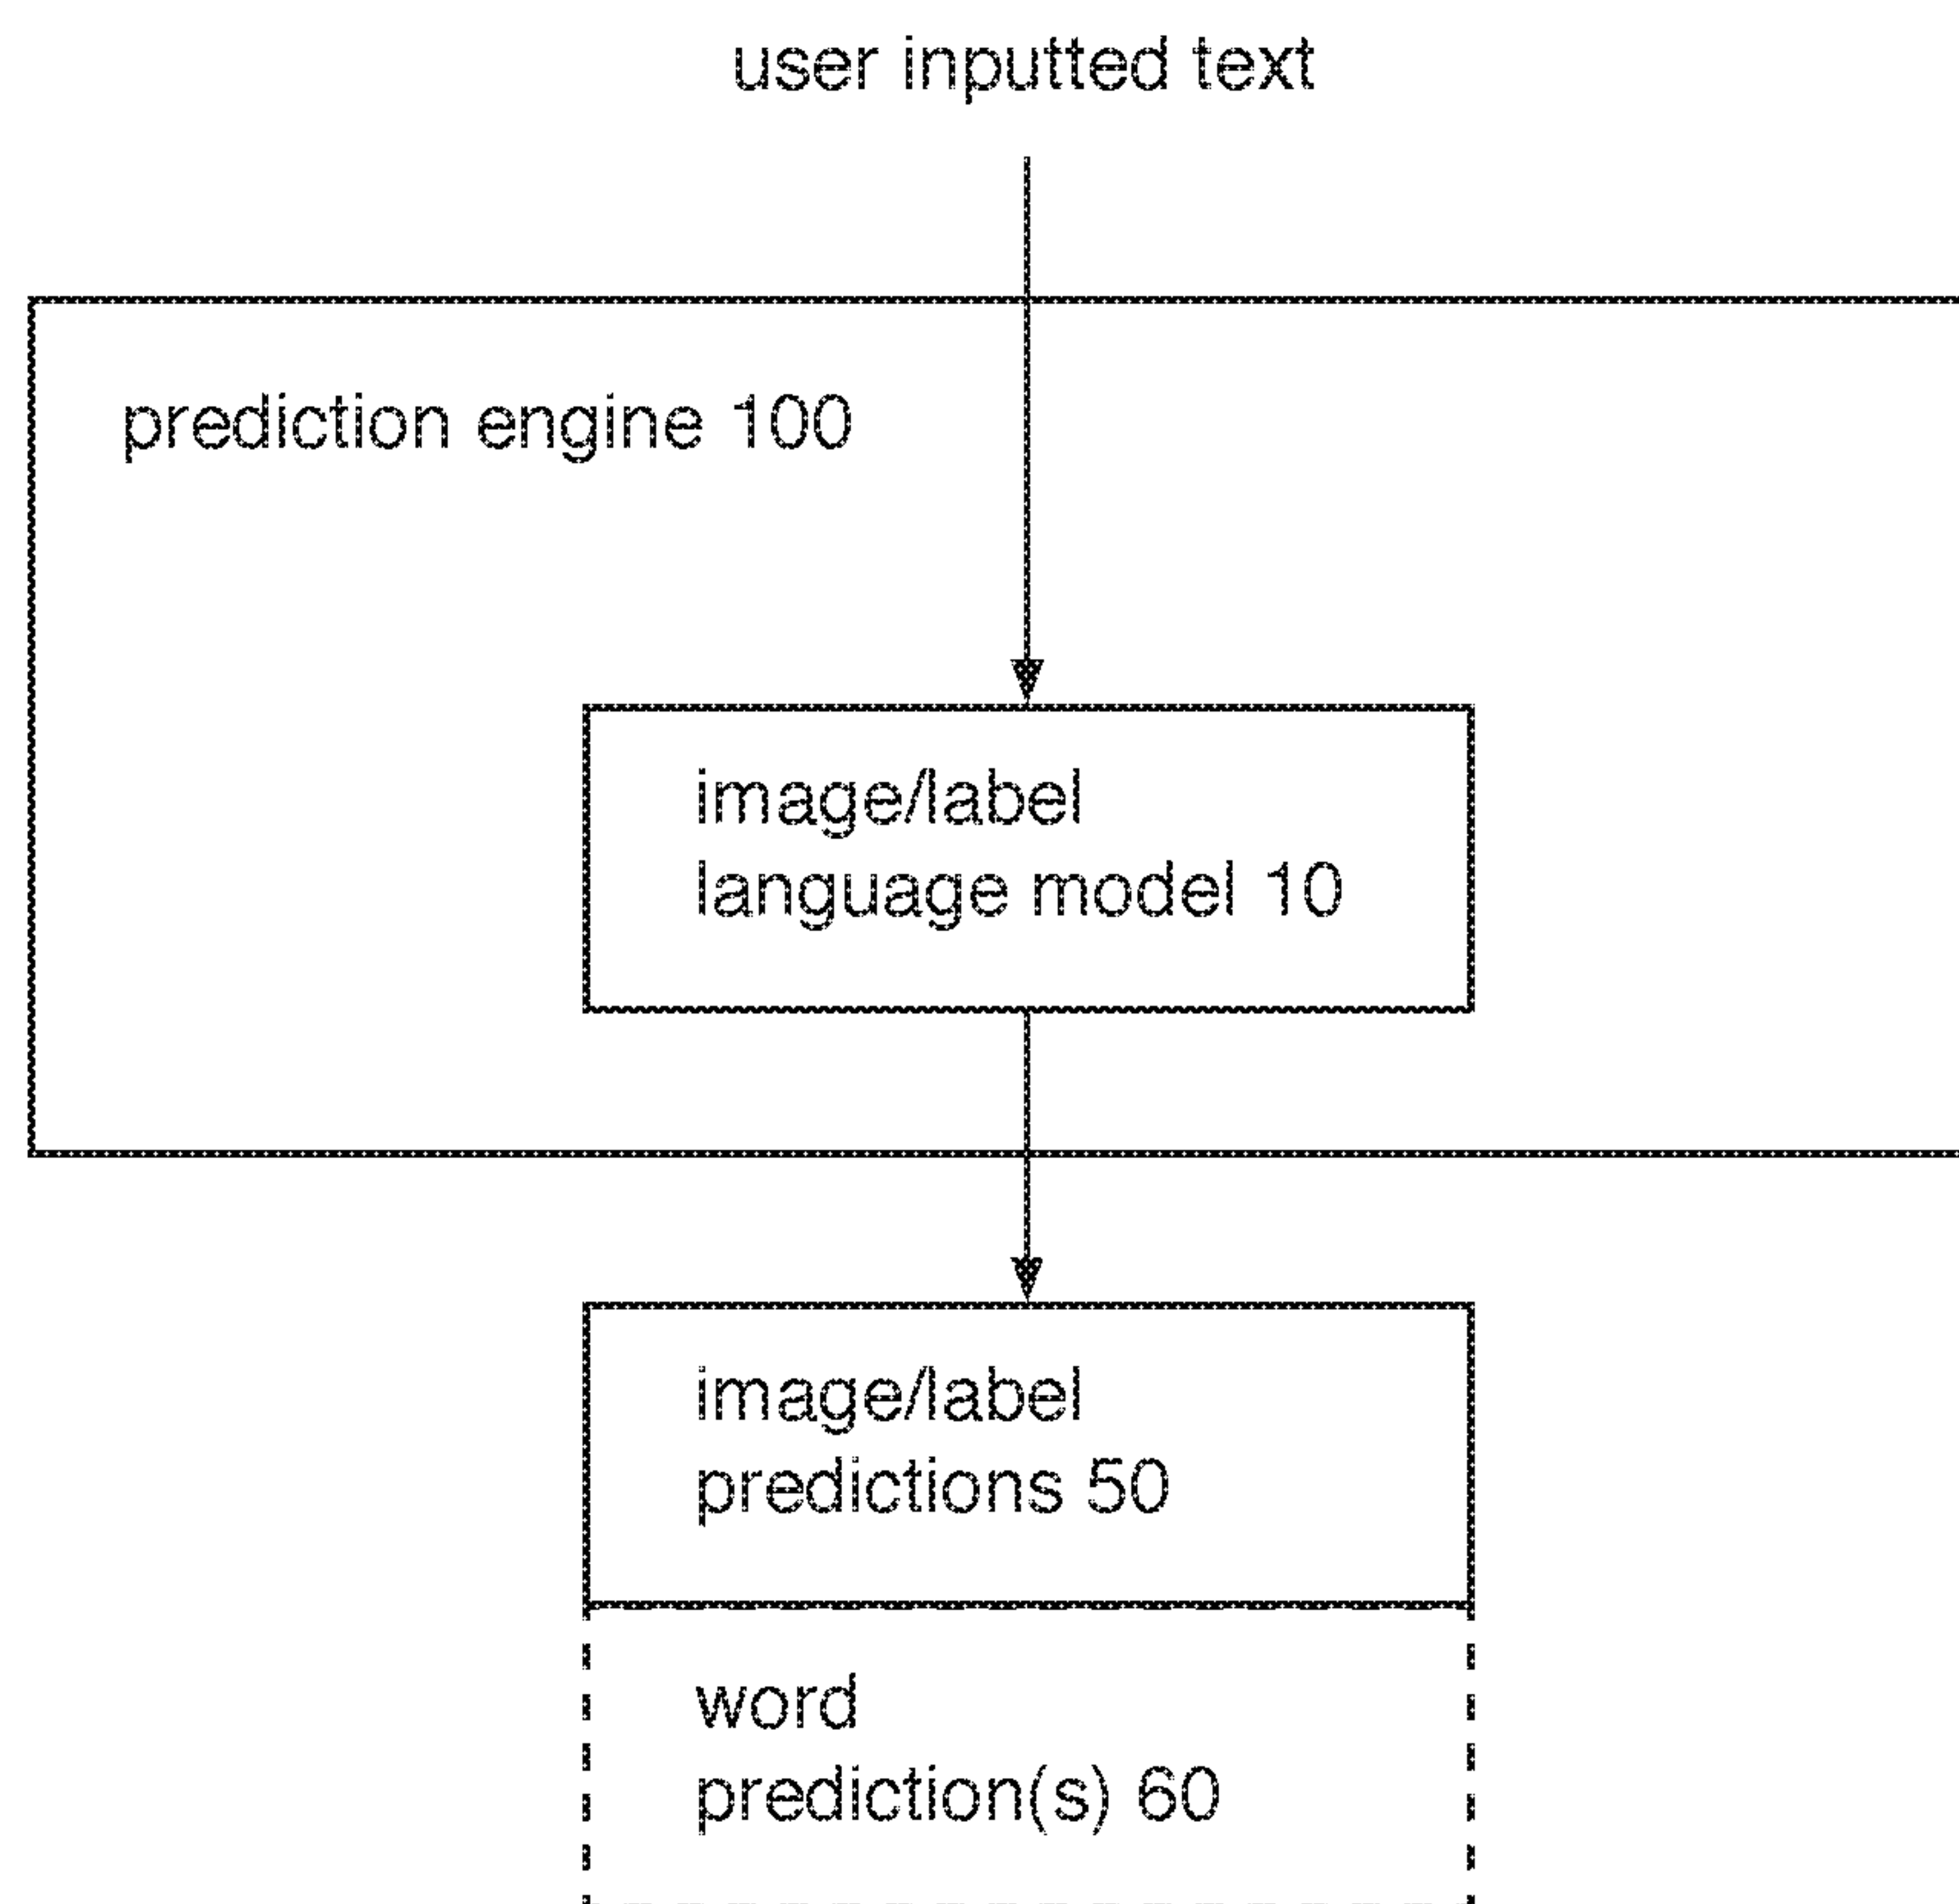 user inputted text
prediction engine 100
image/label
language model 10
image/label
predictions 50
word
prediction(s) 60